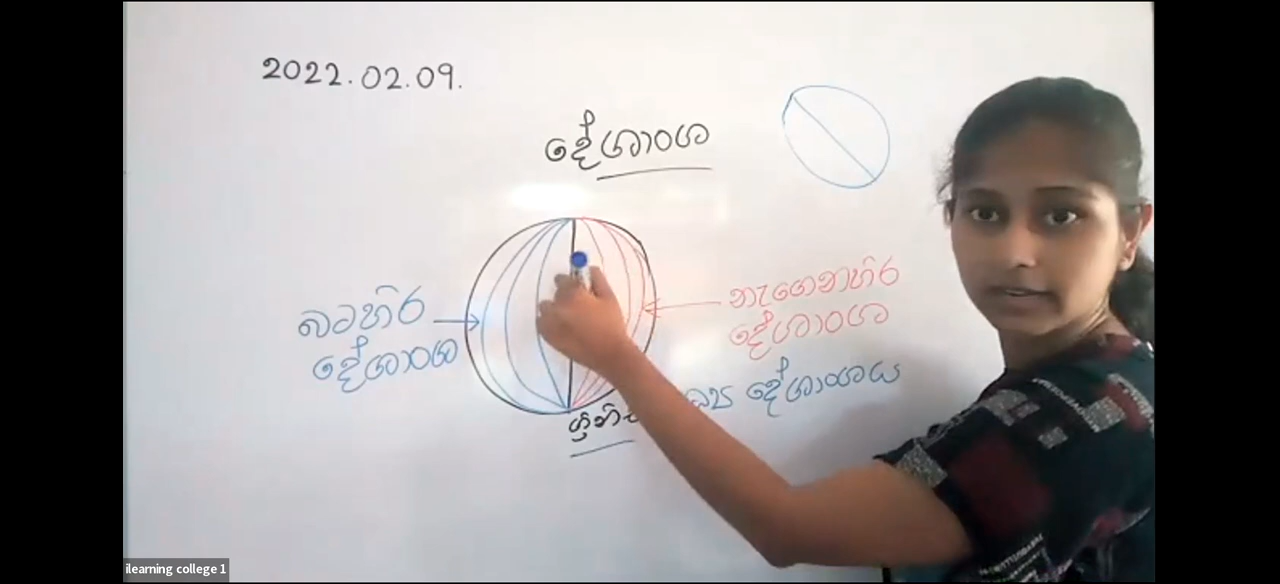 2022.02.09.
දේශාංශ
බටහිර
දේශාංශ
නැගෙනහිර
දේශාංශ
දේශාංශය
ilearning college 1